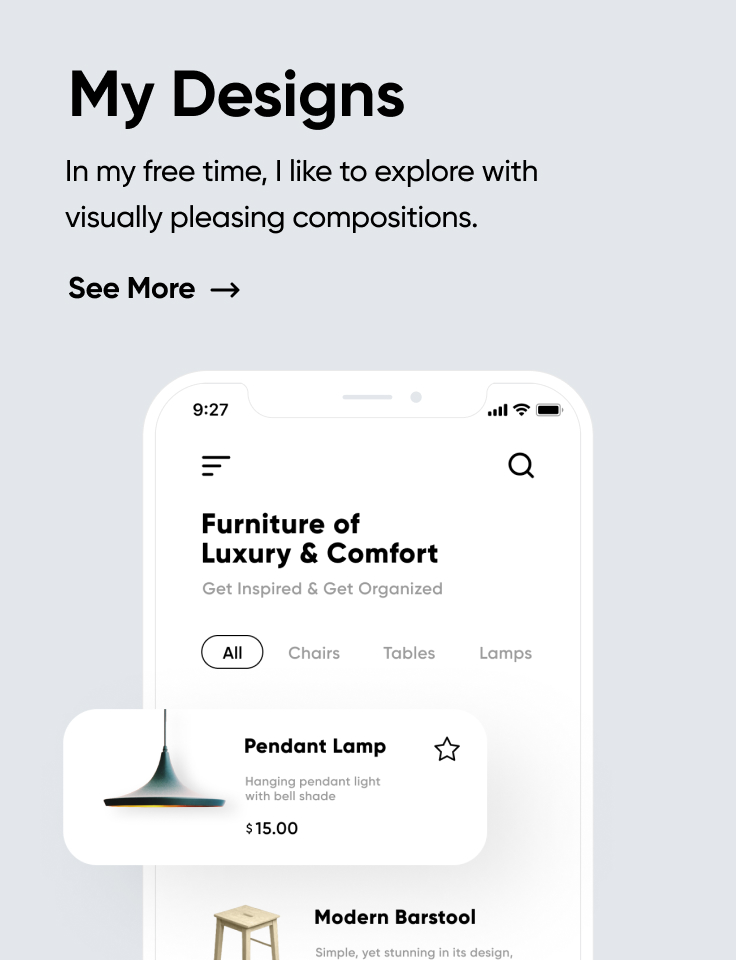 My Designs
In my free time, I like to explore with
visually pleasing compositions.
See More
9:27
Furniture of
Luxury & Comfort
Get Inspired & Get Organized
All Chairs Tables Lamps
Pendant Lamp
Hanging pendant light
with bell shade
$15.00
Modern Barstool
Simple, yet stunning in its design,